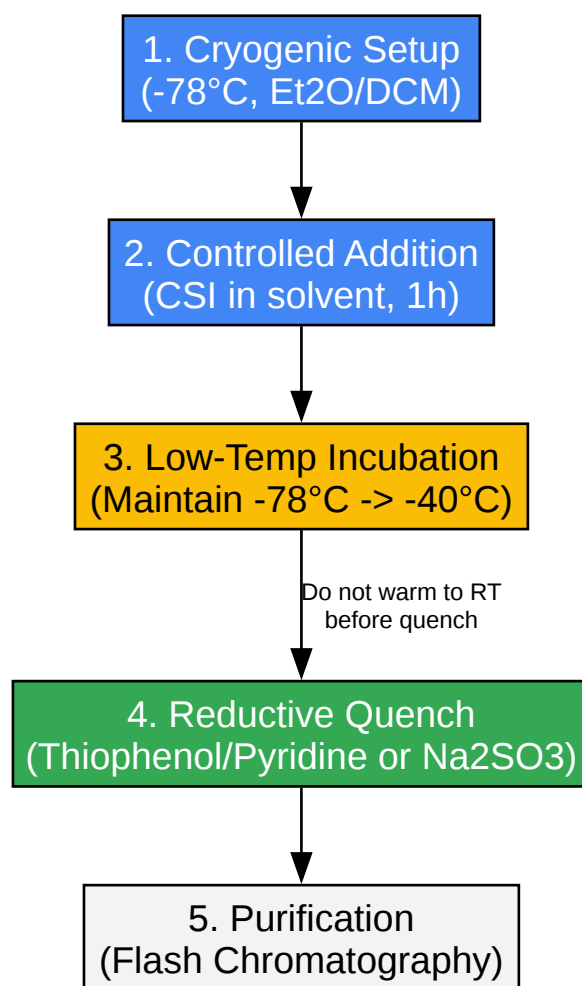 1. Cryogenic Setup
(-78°C, Et2O/DCM)
2. Controlled Addition
(CSI in solvent, 1h)
3. Low-Temp Incubation
(Maintain -78°C -> -40°C)
Do not warm to RT
before quench
4. Reductive Quench
(Thiophenol/Pyridine or Na2SO3)
5. Purification
(Flash Chromatography)